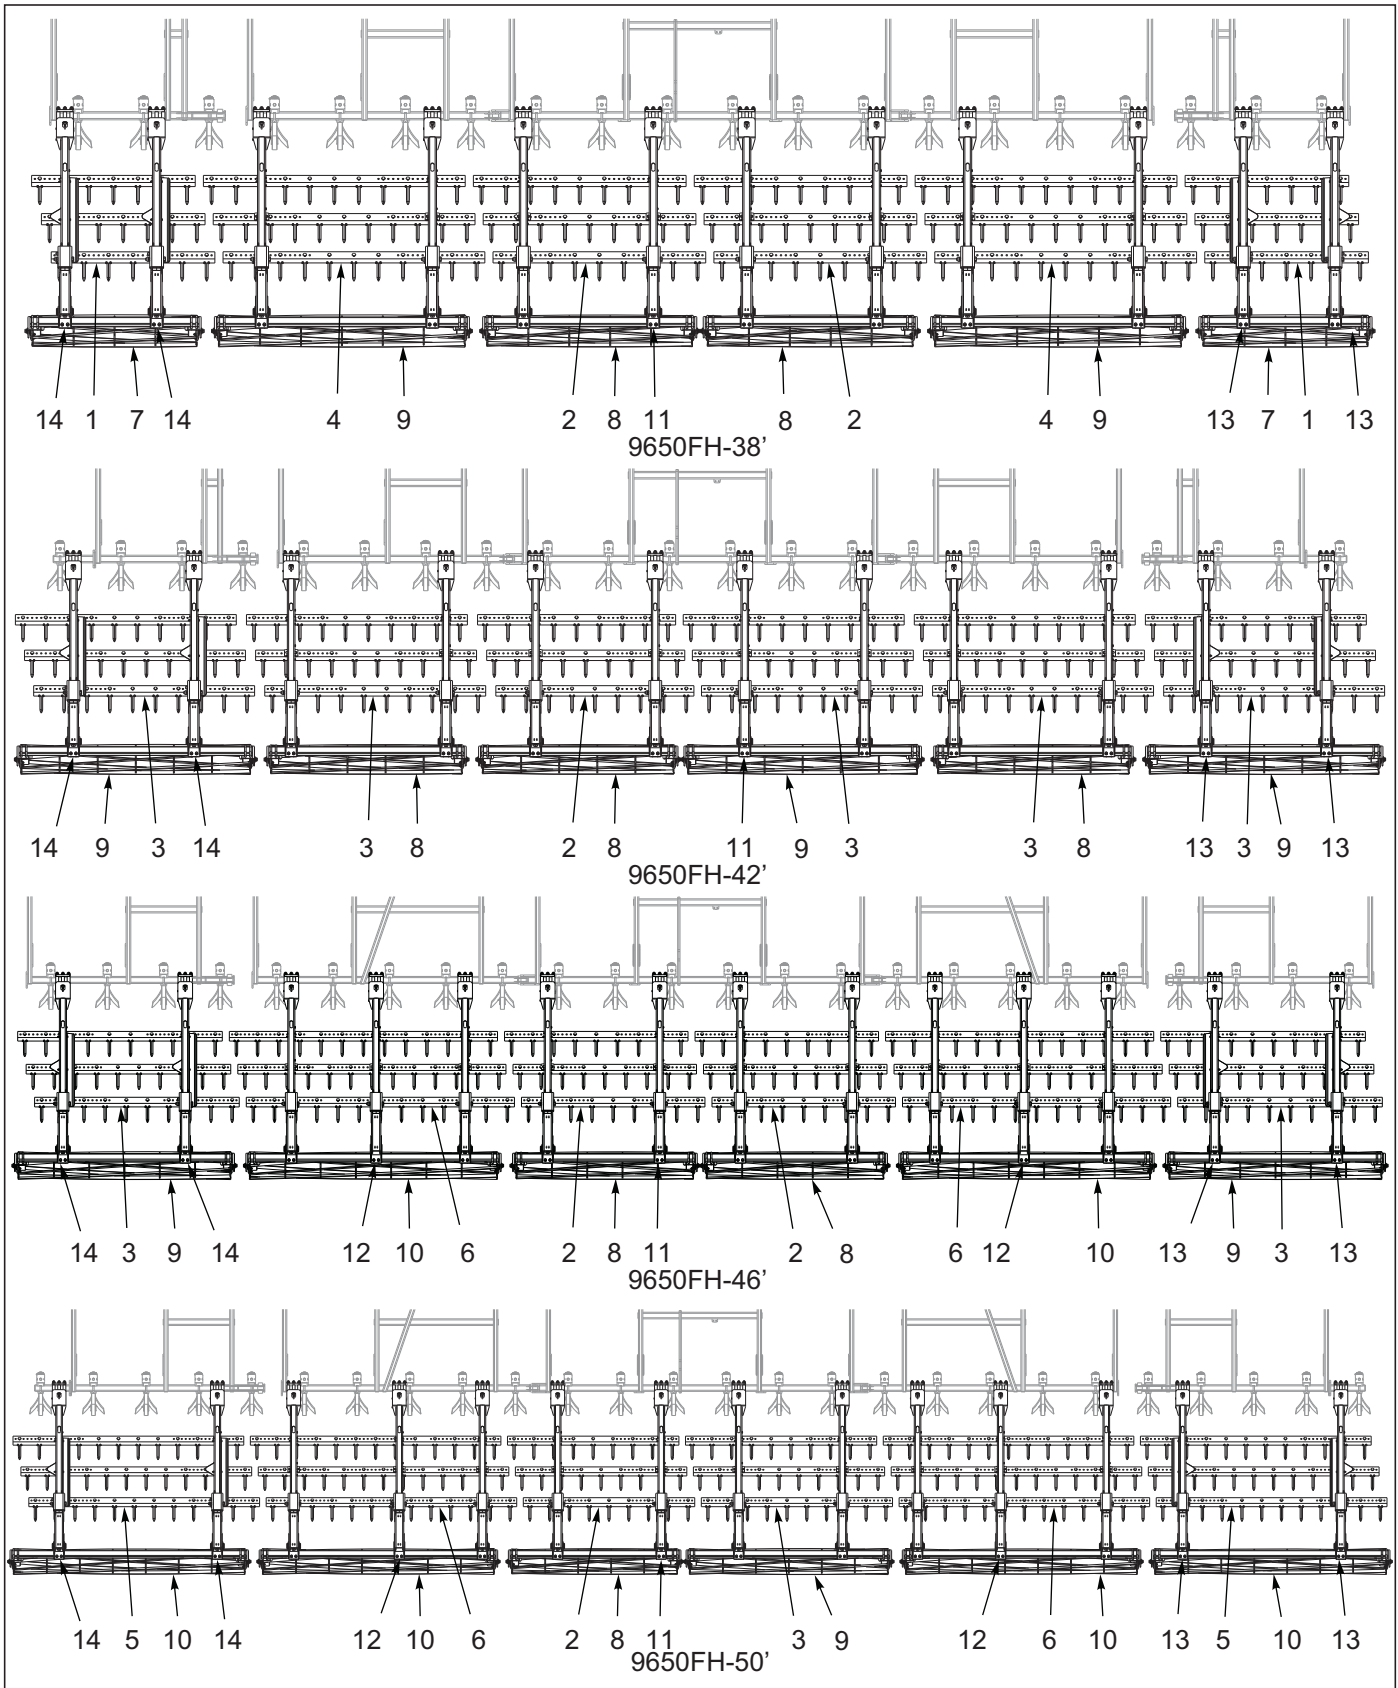 14 1 7 14 4 9 2 8 11 8 2 4 9 13 7 1 13
9650FH-38’
14 9 3 14 3 8 2 8 11 9 3 3 8 13 3 9 13
9650FH-42’
14 3 9 14 12 10 6 2 8 11 2 8 6 12 10 13 9 3 13
9650FH-46’
14 5 10 14 12 10 6 2 8 11 3 9 12 6 10 13 5 10 13
9650FH-50’